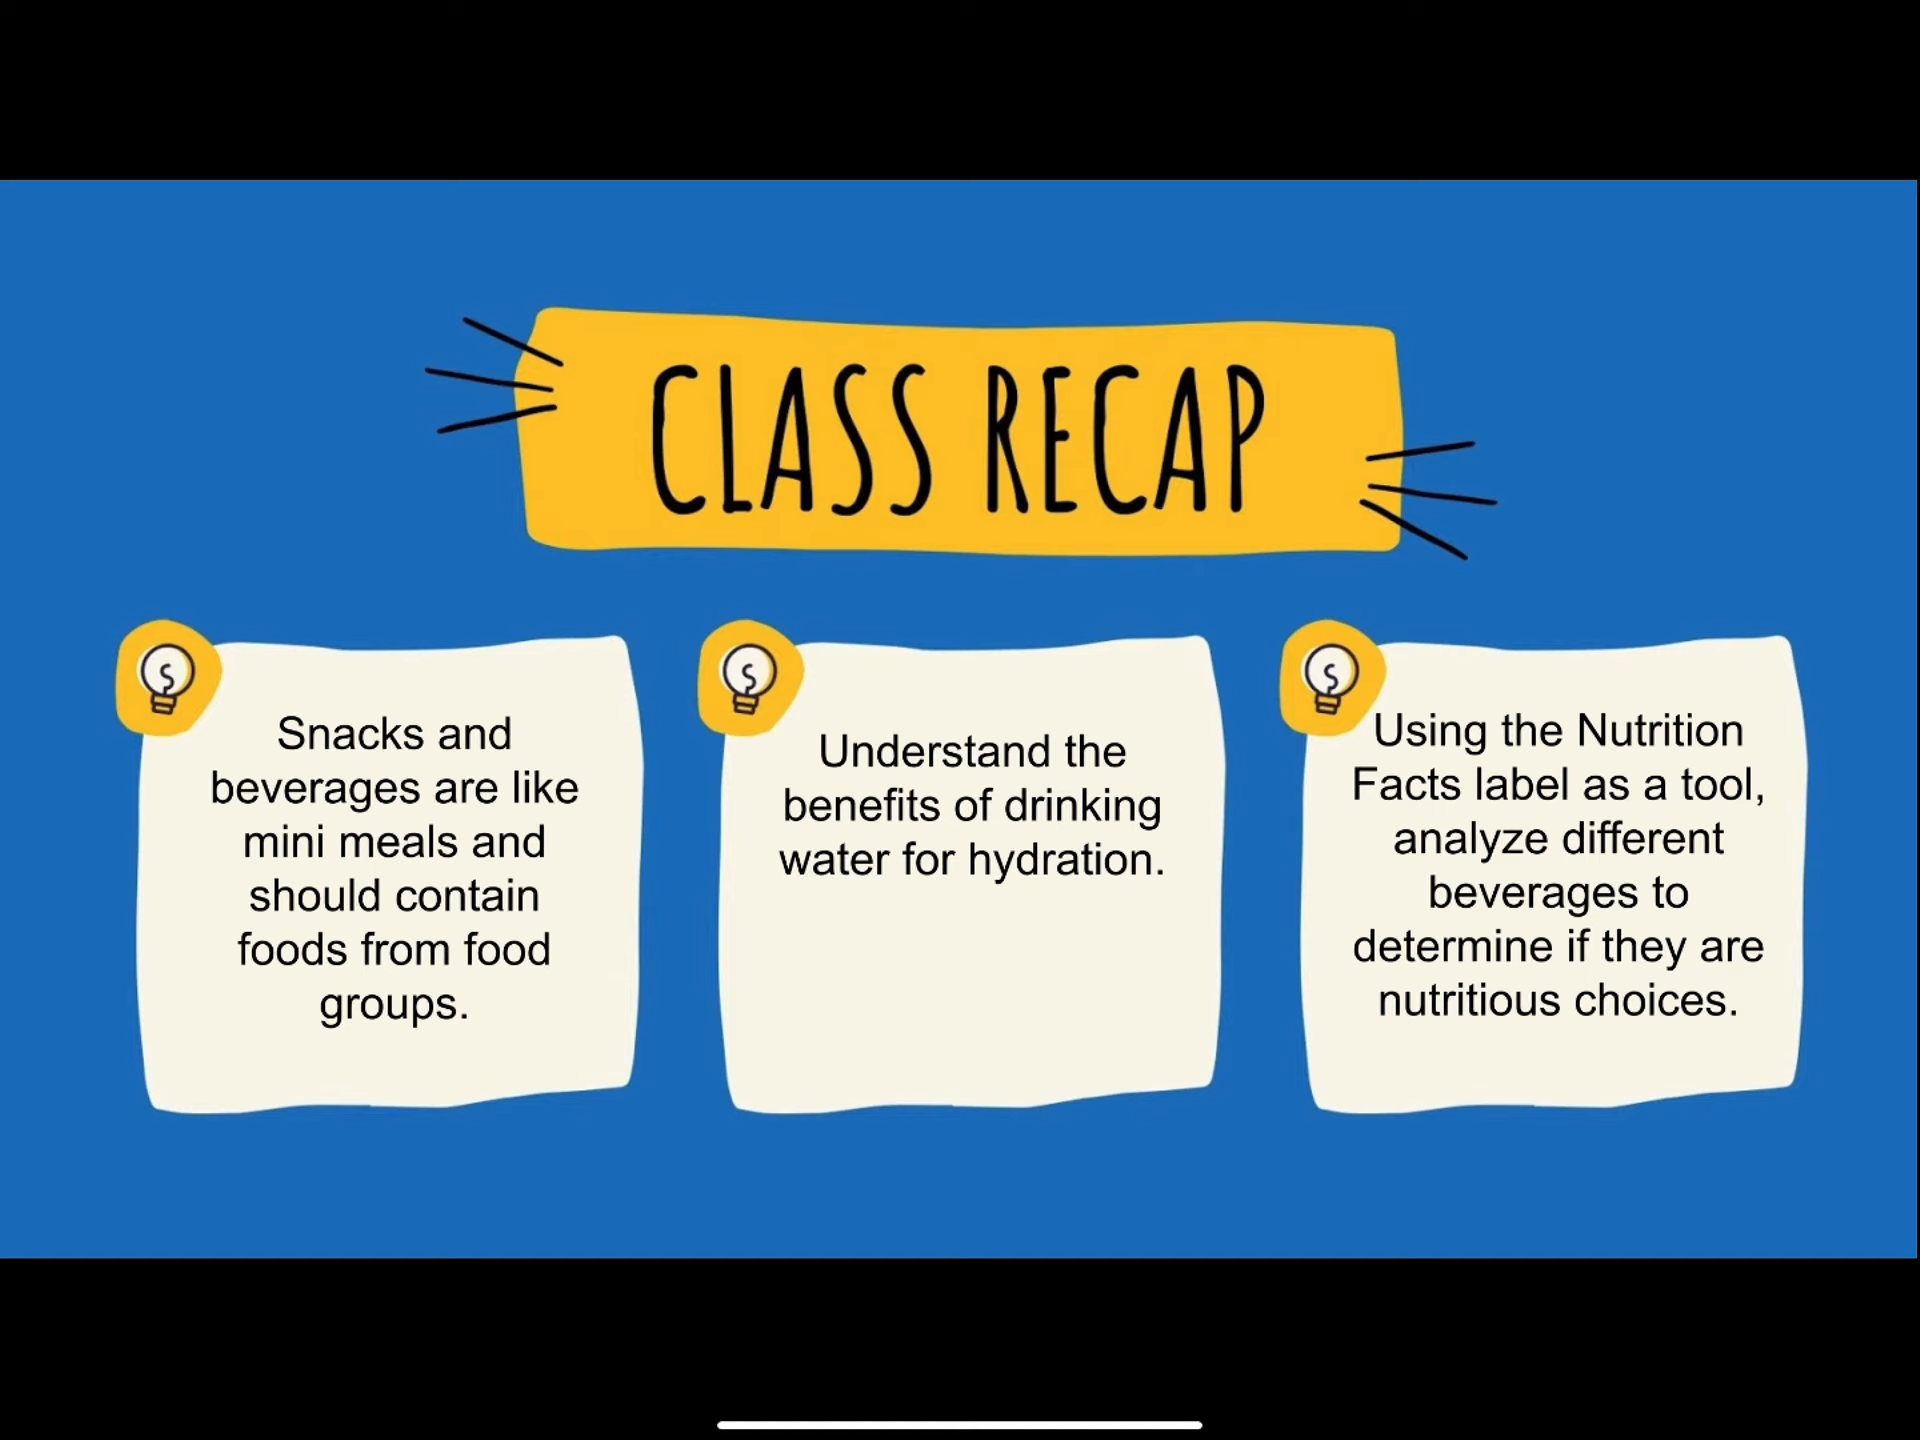 CLASS RECAP
Snacks and
beverages are like
mini meals and
should contain
foods from food
groups.
Understand the
benefits of drinking
water for hydration.
Using the Nutrition
Facts label as a tool,
analyze different
beverages to
determine if they are
nutritious choices.